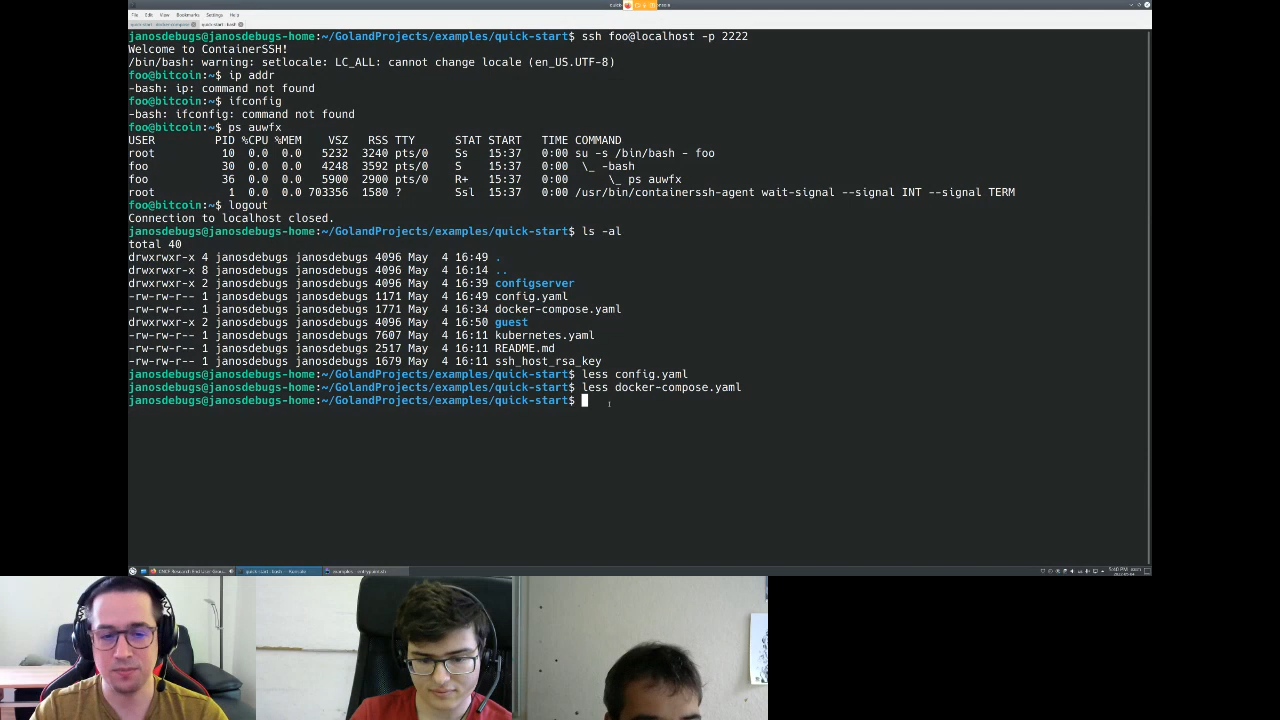 File Edit View Bookmarks Settings Help
quick-start : docker-compose quick-start : bash
janosdebugs@janosdebugs-home:~/GolandProjects/examples/quick-start$ ssh foo@localhost -p 2222
Welcome to ContainerSSH!
/bin/bash: warning: setlocale: LC_ALL: cannot change locale (en_US.UTF-8)
foo@bitcoin:~$ ip addr
-bash: ip: command not found
foo@bitcoin:~$ ifconfig
-bash: ifconfig: command not found
foo@bitcoin:~$ ps auwfx
USER PID %CPU %MEM VSZ RSS TTY STAT START TIME COMMAND
root 10 0.0 0.0 5232 3240 pts/0 Ss 15:37 0:00 su -s /bin/bash - foo
foo 30 0.0 0.0 4248 3592 pts/0 S 15:37 0:00 \_ -bash
foo 36 0.0 0.0 5900 2900 pts/0 R+ 15:37 0:00 \_ ps auwfx
root 1 0.0 0.0 703356 1580 ? Ssl 15:37 0:00 /usr/bin/containerssh-agent wait-signal --signal INT --signal TERM
foo@bitcoin:~$ logout
Connection to localhost closed.
janosdebugs@janosdebugs-home:~/GolandProjects/examples/quick-start$ ls -al
total 40
drwxrwxr-x 4 janosdebugs janosdebugs 4096 May 4 16:49 .
drwxrwxr-x 8 janosdebugs janosdebugs 4096 May 4 16:14 ..
drwxrwxr-x 2 janosdebugs janosdebugs 4096 May 4 16:39 configserver
-rw-rw-r-- 1 janosdebugs janosdebugs 1171 May 4 16:49 config.yaml
-rw-rw-r-- 1 janosdebugs janosdebugs 1771 May 4 16:34 docker-compose.yaml
drwxrwxr-x 2 janosdebugs janosdebugs 4096 May 4 16:50 guest
-rw-rw-r-- 1 janosdebugs janosdebugs 7607 May 4 16:11 kubernetes.yaml
-rw-rw-r-- 1 janosdebugs janosdebugs 2517 May 4 16:11 README.md
-rw-rw-r-- 1 janosdebugs janosdebugs 1679 May 4 16:11 ssh_host_rsa_key
janosdebugs@janosdebugs-home:~/GolandProjects/examples/quick-start$ less config.yaml
janosdebugs@janosdebugs-home:~/GolandProjects/examples/quick-start$ less docker-compose.yaml
janosdebugs@janosdebugs-home:~/GolandProjects/examples/quick-start$